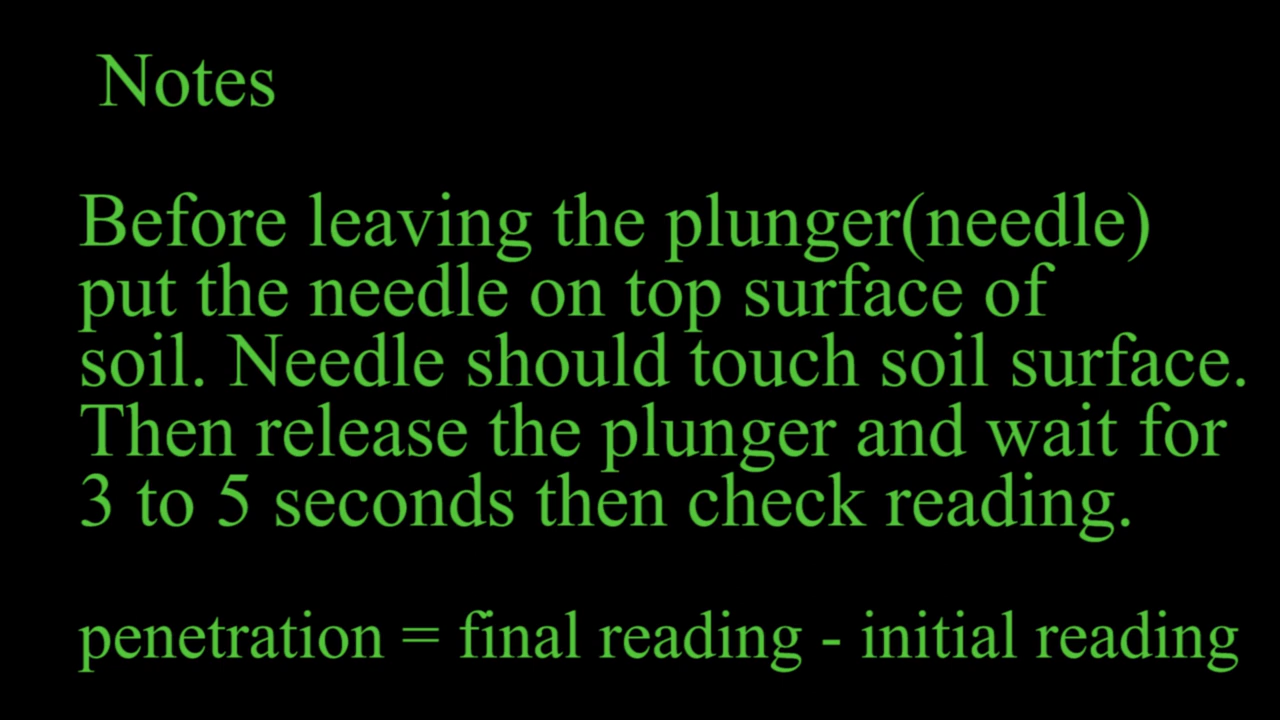 Notes
Before leaving the plunger(needle)
put the needle on top surface of
soil. Needle should touch soil surface.
Then release the plunger and wait for
3 to 5 seconds then check reading.
penetration = final reading - initial reading